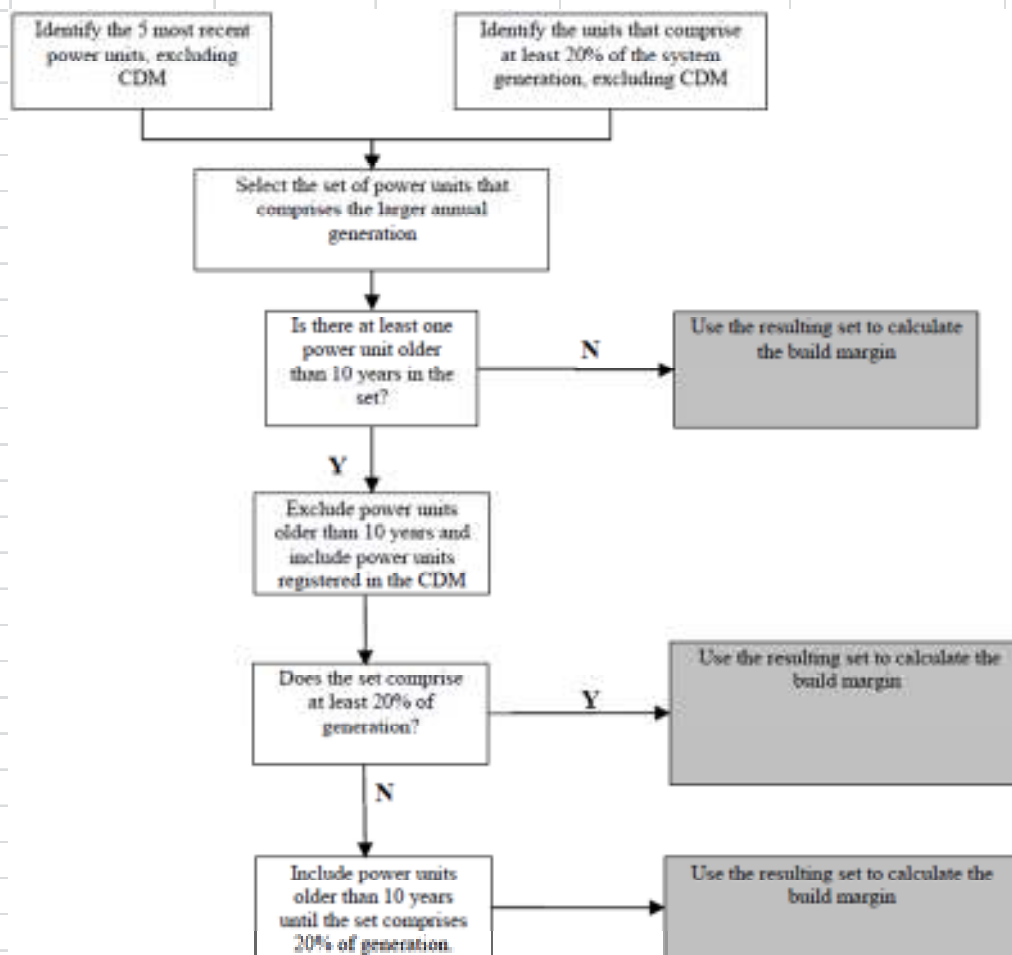 Identify the 5 most recent
power units, excluding
CDM
Identify the units that comprise
at least 20% of the system
generation, excluding CDM
Select the set of power units that
comprises the larger annual
generation
Is there at least one
power unit older
than 10 years in the
set?
N
Use the resulting set to calculate
the build margin
Y
Exclude power units
older than 10 years and
include power units
registered in the CDM
Does the set comprise
at least 20% of
generation?
Y
Use the resulting set to calculate the
build margin
N
Include power units
older than 10 years
until the set comprises
20% of generation.
Use the resulting set to calculate the
build margin